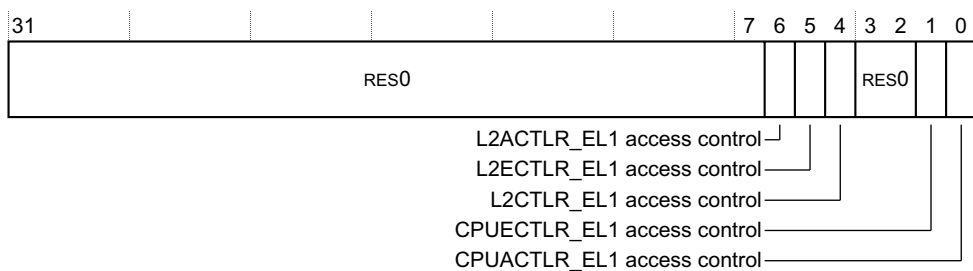 31 7 6 5 4 3 2 1 0
RES0 RES0
L2ACTLR_EL1 access control
L2ECTLR_EL1 access control
L2CTLR_EL1 access control
CPUECTLR_EL1 access control
CPUACTLR_EL1 access control